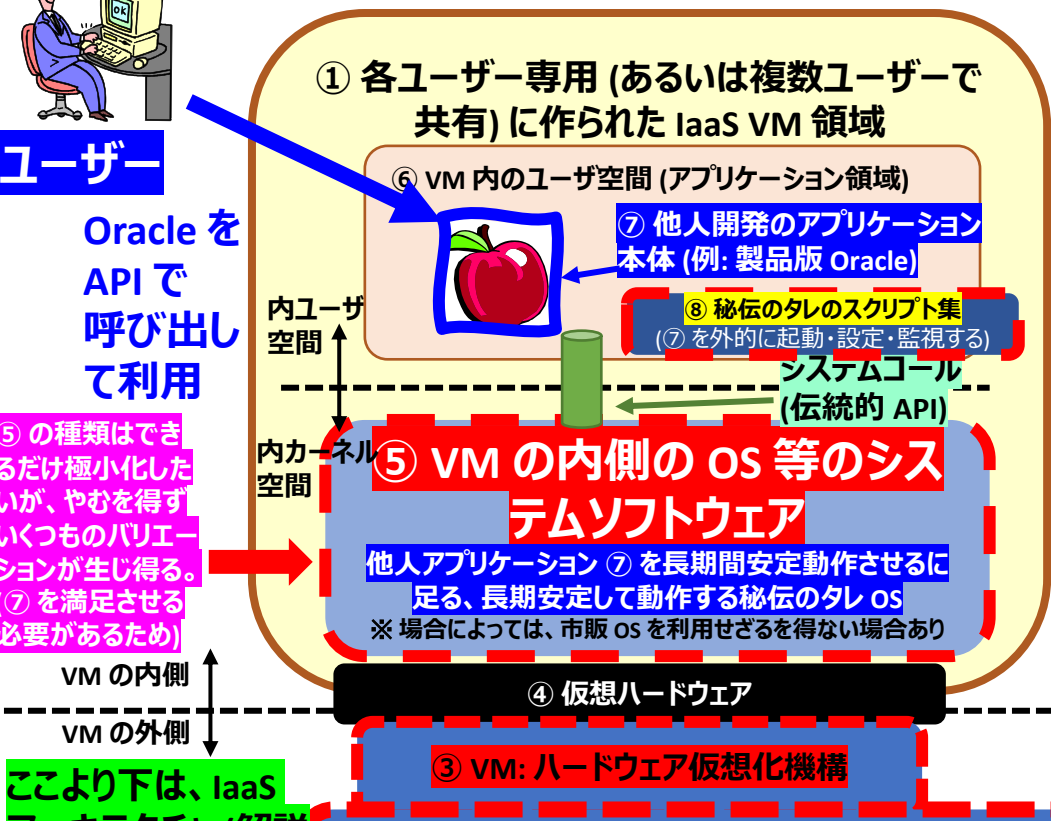 OK
① 各ユーザー専用 (あるいは複数ユーザーで
共有) に作られた IaaS VM 領域
ユーザー
⑥ VM 内のユーザ空間 (アプリケーション領域)
Oracle を
API で
呼び出し
て利用
⑦ 他人開発のアプリケーション
本体 (例: 製品版 Oracle)
⑧ 秘伝のタレのスクリプト集
(⑦ を外的に起動・設定・監視する)
内ユーザ
空間
システムコール
(伝統的 API)
内カーネル
空間
⑤ の種類はでき
るだけ極小化した
いが、やむを得ず
いくつものバリエー
ションが生じ得る。
(⑦ を満足させる
必要があるため)
⑤ VM の内側の OS 等のシス
テムソフトウェア
他人アプリケーション ⑦ を長期間安定動作させるに
足る、長期安定して動作する秘伝のタレ OS
※ 場合によっては、市販 OS を利用せざるを得ない場合あり
VM の内側
④ 仮想ハードウェア
VM の外側
③ VM: ハードウェア仮想化機構
ここより下は、IaaS